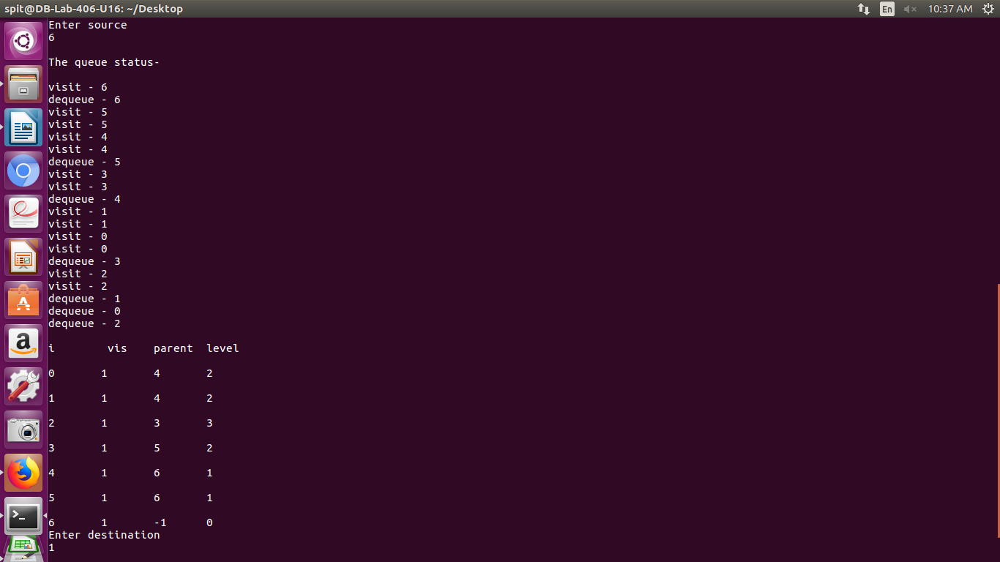 spit@DB-Lab-406-U16: ~/Desktop
En
10:37 AM
Enter source
6
The queue status-
visit - 6
dequeue - 6
visit - 5
visit - 5
visit - 4
visit - 4
dequeue - 5
visit - 3
visit - 3
dequeue - 4
visit - 1
visit - 1
visit - 0
visit - 0
dequeue - 3
visit - 2
visit - 2
dequeue - 1
dequeue - 0
dequeue - 2
i vis parent level
0 1 4 2
1 1 4 2
2 1 3 3
3 1 5 2
4 1 6 1
5 1 6 1
6 1 -1 0
Enter destination
1